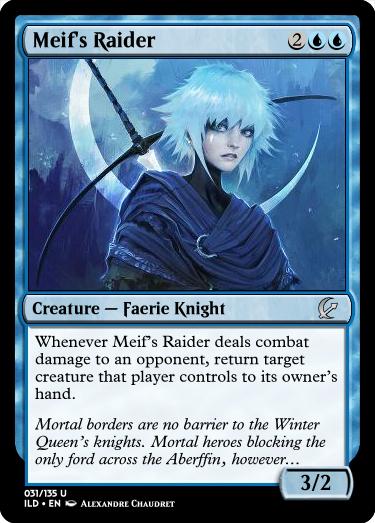 Meif's Raider 2
Creature — Faerie Knight
Whenever Meif's Raider deals combat
damage to an opponent, return target
creature that player controls to its owner's
hand.
Mortal borders are no barrier to the Winter
Queen's knights. Mortal heroes blocking the
only ford across the Aberffin, however…
3/2
031/135 U
ILD • EN Alexandre Chaudret